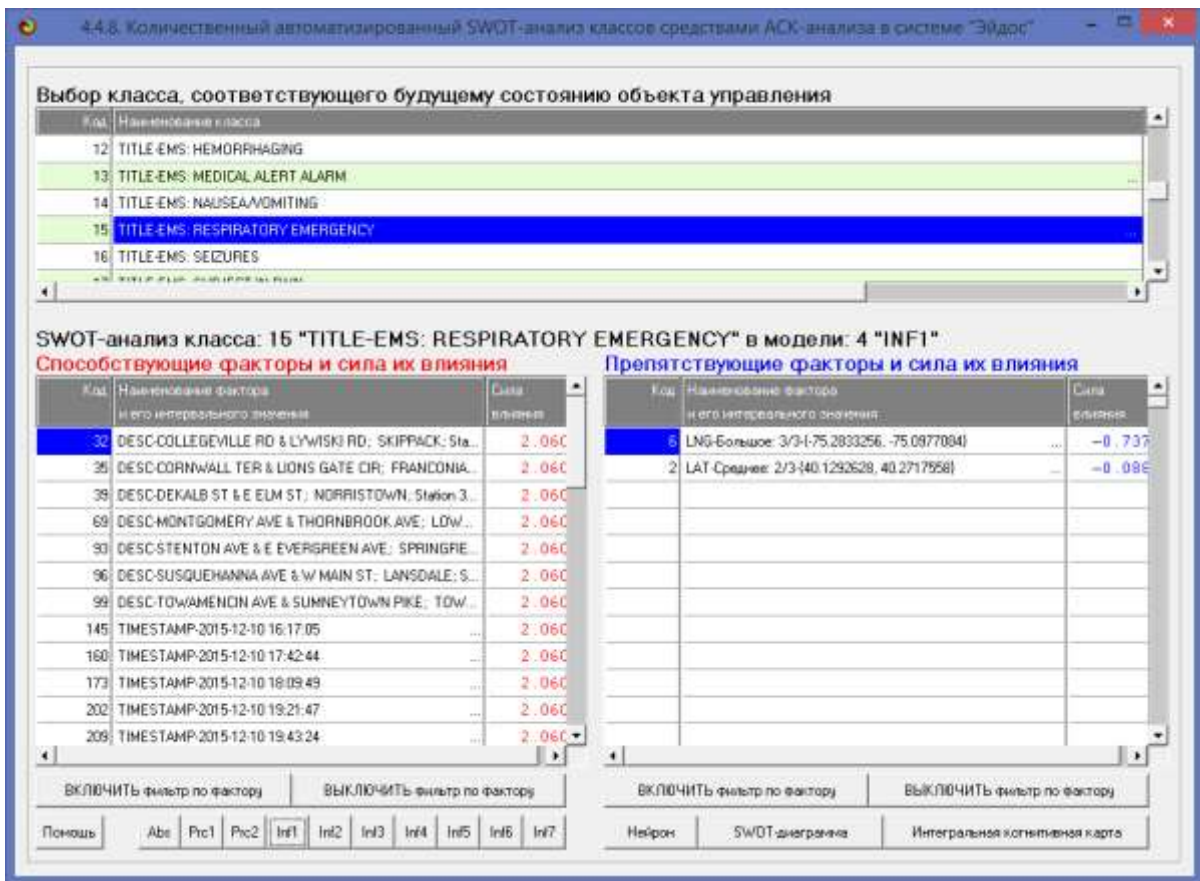 4.4.8. Количественный автоматизированный SWOT-анализ классов средствами АСК-анализа в системе "Эйдос"
Выбор класса, соответствующего будущему состоянию объекта управления
Код Наименование класса
12 TITLE-EMS: HEMORRHAGING
13 TITLE-EMS: MEDICAL ALERT ALARM ...
14 TITLE-EMS: NAUSEA/VOMITING
15 TITLE-EMS: RESPIRATORY EMERGENCY ...
16 TITLE-EMS: SEIZURES
SWOT-анализ класса: 15 "TITLE-EMS: RESPIRATORY EMERGENCY" в модели: 4 "INF1"
Способствующие факторы и сила их влияния
Код Наименование фактора и его интервального значения Сила влияния
32 DESC-COLLEGEVILLE RD & LYWISKI RD; SKIPPACK; Sta... 2.060
35 DESC-CORNWALL TER & LIONS GATE CIR; FRANCONIA... 2.060
39 DESC-DEKALB ST & E ELM ST; NORRISTOWN; Station 3... 2.060
69 DESC-MONTGOMERY AVE & THORNBROOK AVE; LOW... 2.060
93 DESC-STENTON AVE & E EVERGREEN AVE; SPRINGFIE... 2.060
96 DESC-SUSQUEHANNA AVE & W MAIN ST; LANSDALE; S... 2.060
99 DESC-TOWAMENCIN AVE & SUMNEYTOWN PIKE; TOW... 2.060
145 TIMESTAMP-2015-12-10 16:17:05 ... 2.060
160 TIMESTAMP-2015-12-10 17:42:44 ... 2.060
173 TIMESTAMP-2015-12-10 18:09:49 ... 2.060
202 TIMESTAMP-2015-12-10 19:21:47 ... 2.060
209 TIMESTAMP-2015-12-10 19:43:24 ... 2.060
Препятствующие факторы и сила их влияния
Код Наименование фактора и его интервального значения Сила влияния
6 LNG-Большое: 3/3-{-75.2833256, -75.0977084} ... -0.737
2 LAT-Среднее: 2/3-{40.1292628, 40.2717558} ... -0.086
ВКЛЮЧИТЬ фильтр по фактору ВЫКЛЮЧИТЬ фильтр по фактору
ВКЛЮЧИТЬ фильтр по фактору ВЫКЛЮЧИТЬ фильтр по фактору
Помощь Abs Prc1 Prc2 Inf1 Inf2 Inf3 Inf4 Inf5 Inf6 Inf7
Нейрон SWOT-диаграмма Интегральная когнитивная карта